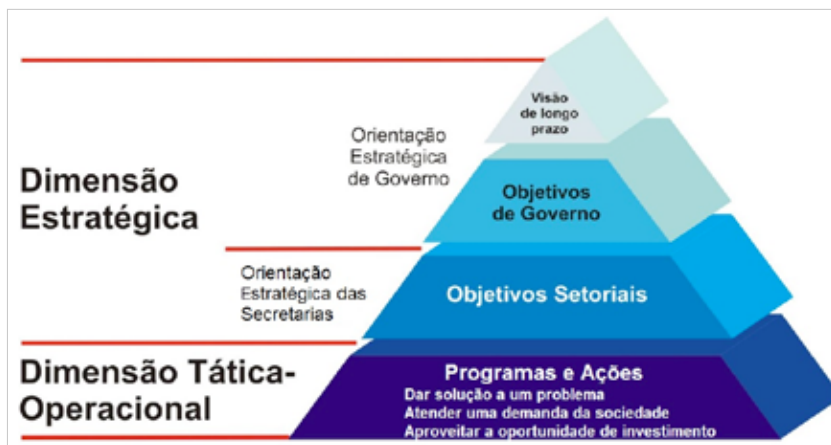 Visão
de longo
prazo
Orientação
Estratégica
de Governo
Dimensão
Estratégica
Objetivos
de Governo
Orientação
Estratégica das
Secretarias
Objetivos Setoriais
Dimensão Tática-
Operacional
Programas e Ações
Dar solução a um problema
Atender uma demanda da sociedade
Aproveitar a oportunidade de investimento